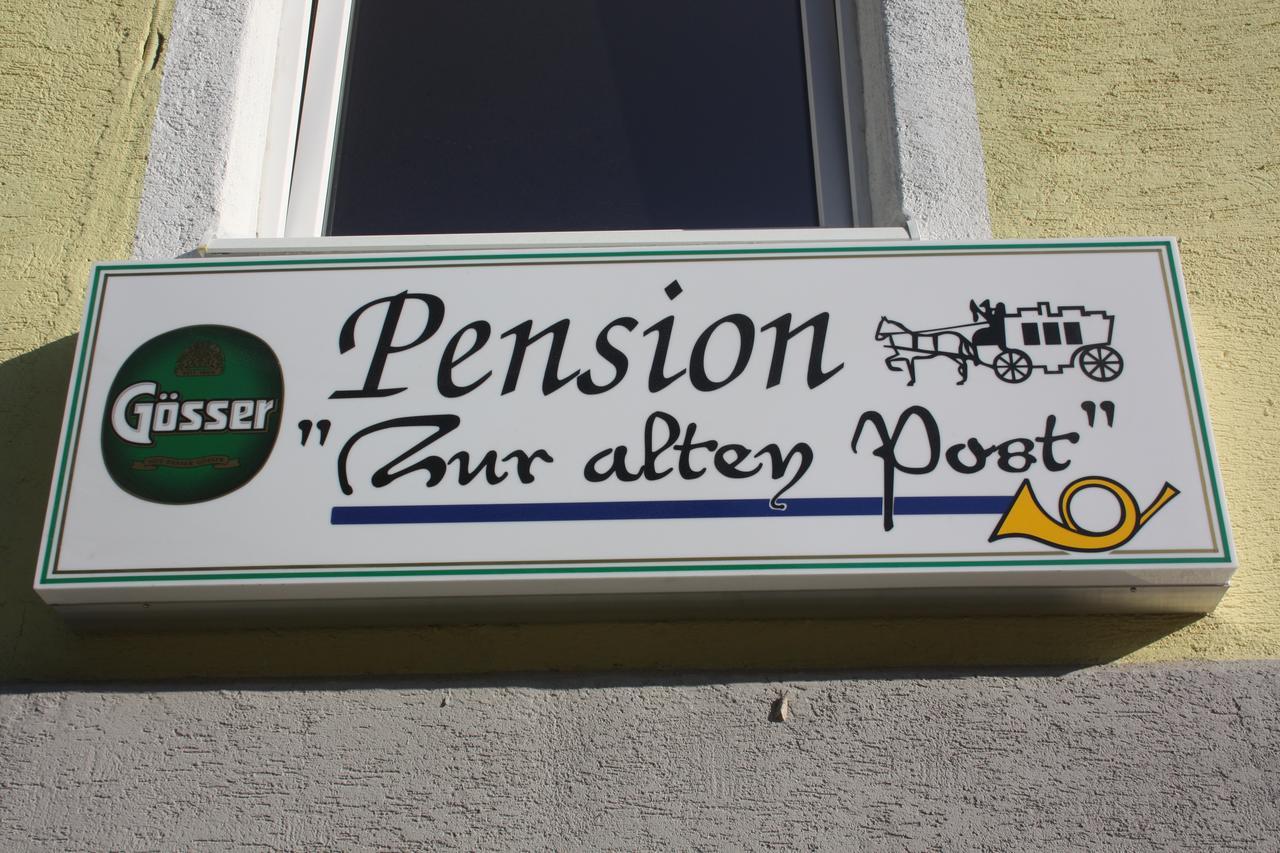 Gösser
Pension
"Zur alten Post"